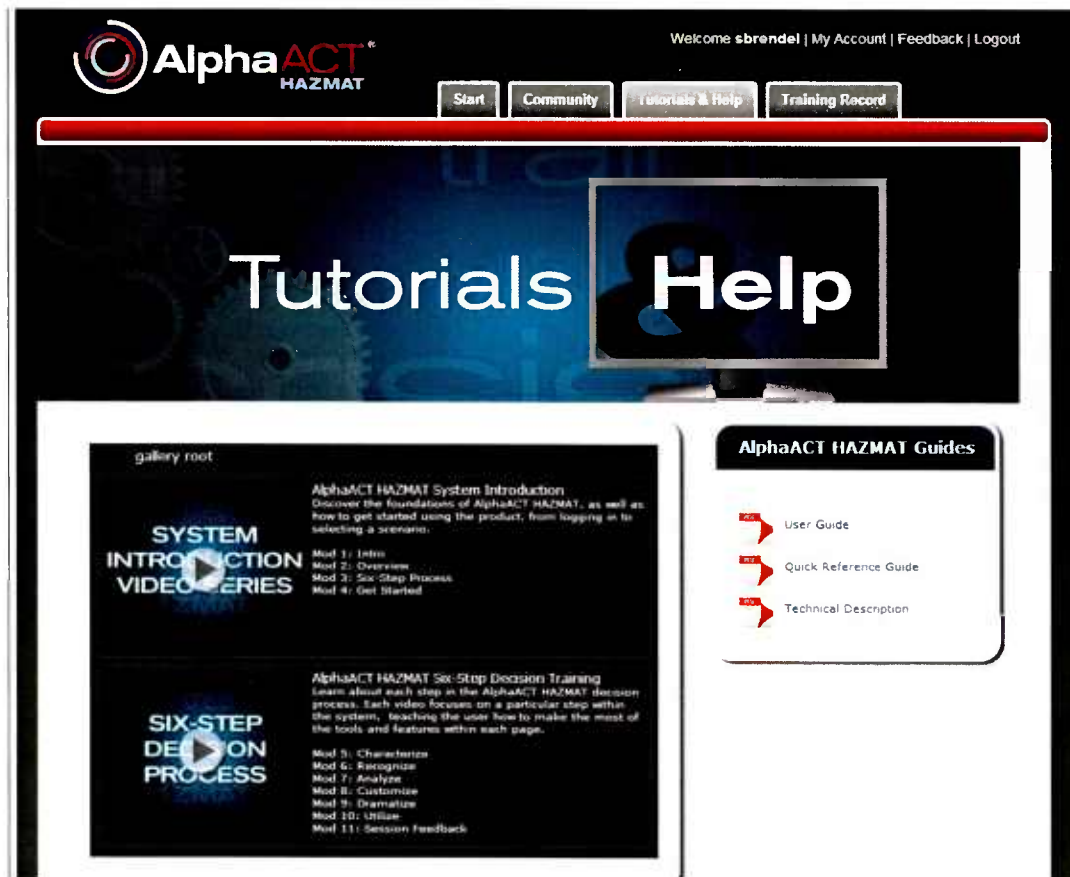 AlphaACT®
HAZMAT
Welcome sbrendel | My Account | Feedback | Logout
Start
Community
Tutorials & Help
Training Record
Tutorials & Help
gallery root
SYSTEM
INTRODUCTION
VIDEO SERIES
AlphaACT HAZMAT System Introduction
Discover the foundations of AlphaACT HAZMAT, as well as
how to get started using the product, from logging in to
selecting a scenario.
Mod 1: Intro
Mod 2: Overview
Mod 3: Six-Step Process
Mod 4: Get Started
SIX-STEP
DECISION
PROCESS
AlphaACT HAZMAT Six-Step Decision Training
Learn about each step in the AlphaACT HAZMAT decision
process. Each video focuses on a particular step within
the system, teaching the user how to make the most of
the tools and features within each page.
Mod 5: Characterize
Mod 6: Recognize
Mod 7: Analyze
Mod 8: Customize
Mod 9: Dramatize
Mod 10: Utilize
Mod 11: Session Feedback
AlphaACT HAZMAT Guides
User Guide
Quick Reference Guide
Technical Description